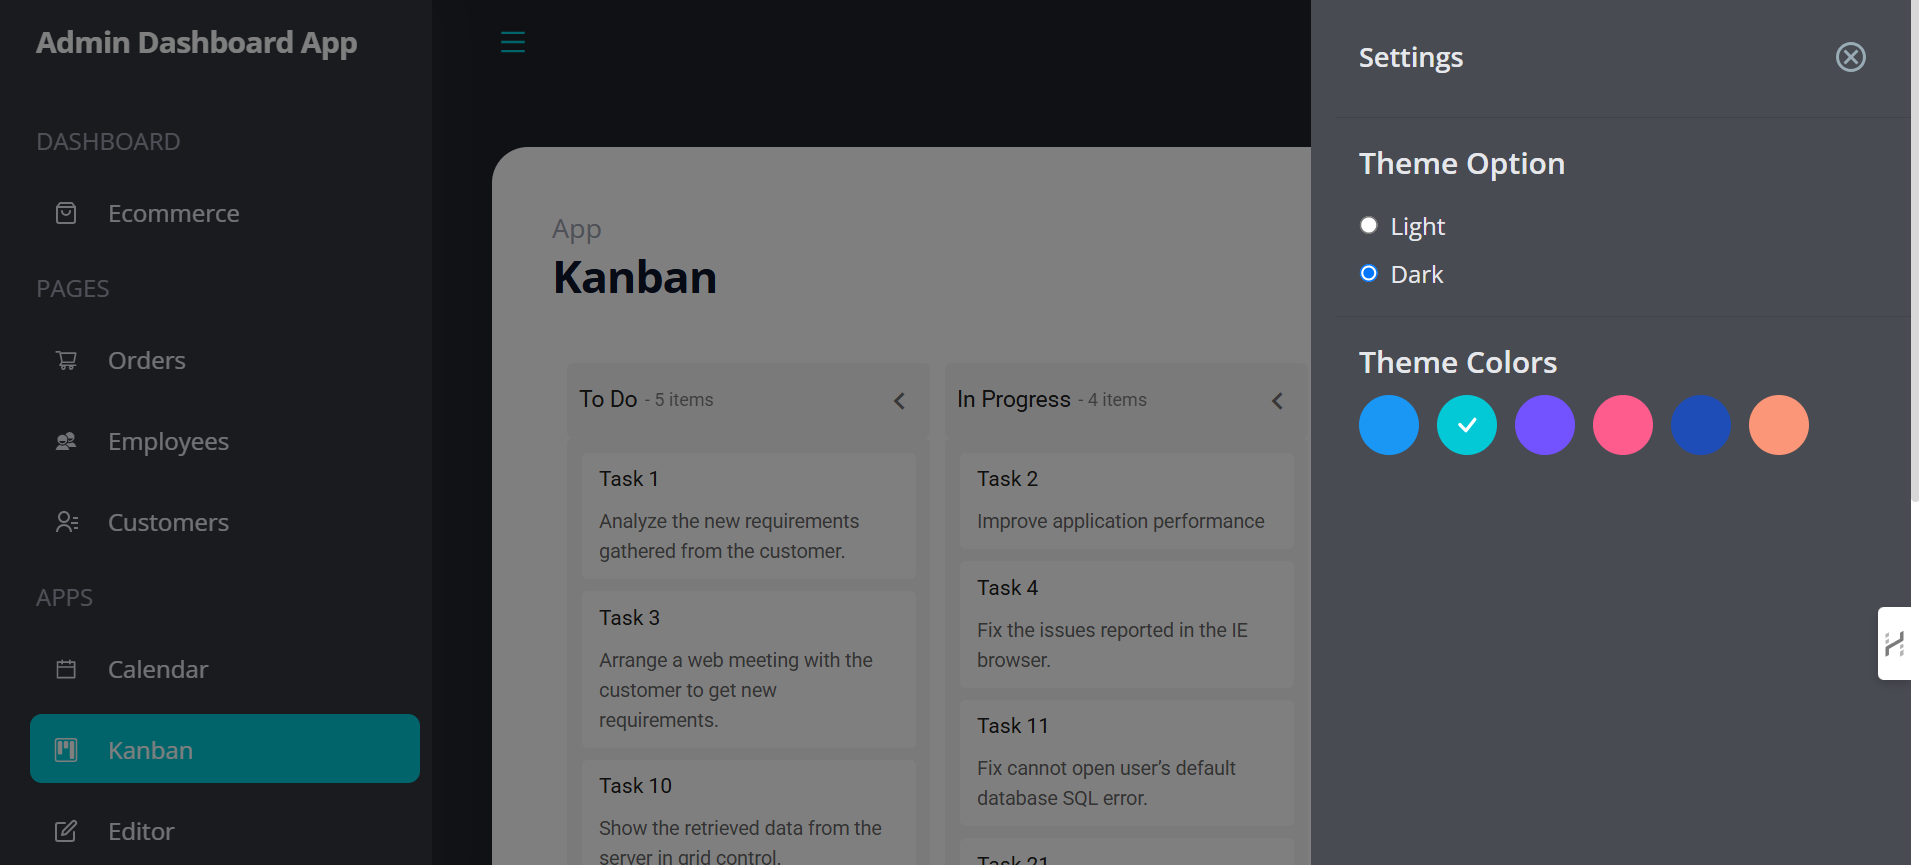 Admin Dashboard App
DASHBOARD
Ecommerce
PAGES
Orders
Employees
Customers
APPS
Calendar
Kanban
Editor
App
Kanban
To Do - 5 items
Task 1
Analyze the new requirements
gathered from the customer.
Task 3
Arrange a web meeting with the
customer to get new
requirements.
Task 10
Show the retrieved data from the
server in grid control.
In Progress - 4 items
Task 2
Improve application performance
Task 4
Fix the issues reported in the IE
browser.
Task 11
Fix cannot open user’s default
database SQL error.
Task 21
Settings
Theme Option
Light
Dark
Theme Colors